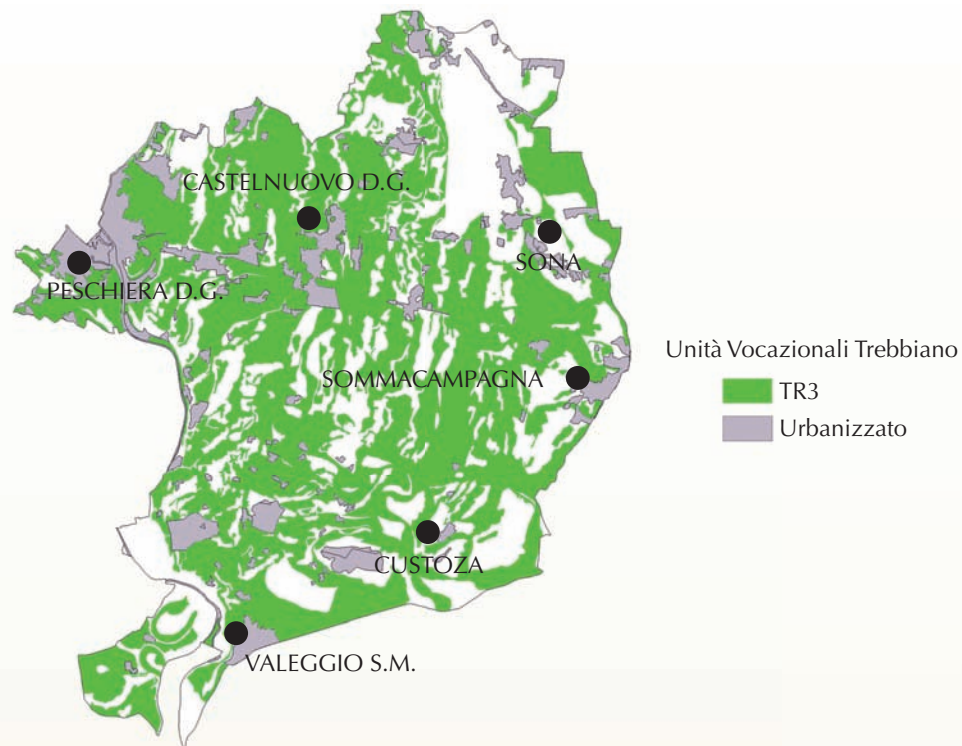 CASTELNUOVO D.G.
SONA
PESCHIERA D.G.
Unità Vocazionali Trebbiano
SOMMACAMPAGNA
TR3
Urbanizzato
CUSTOZA
VALEGGIO S.M.